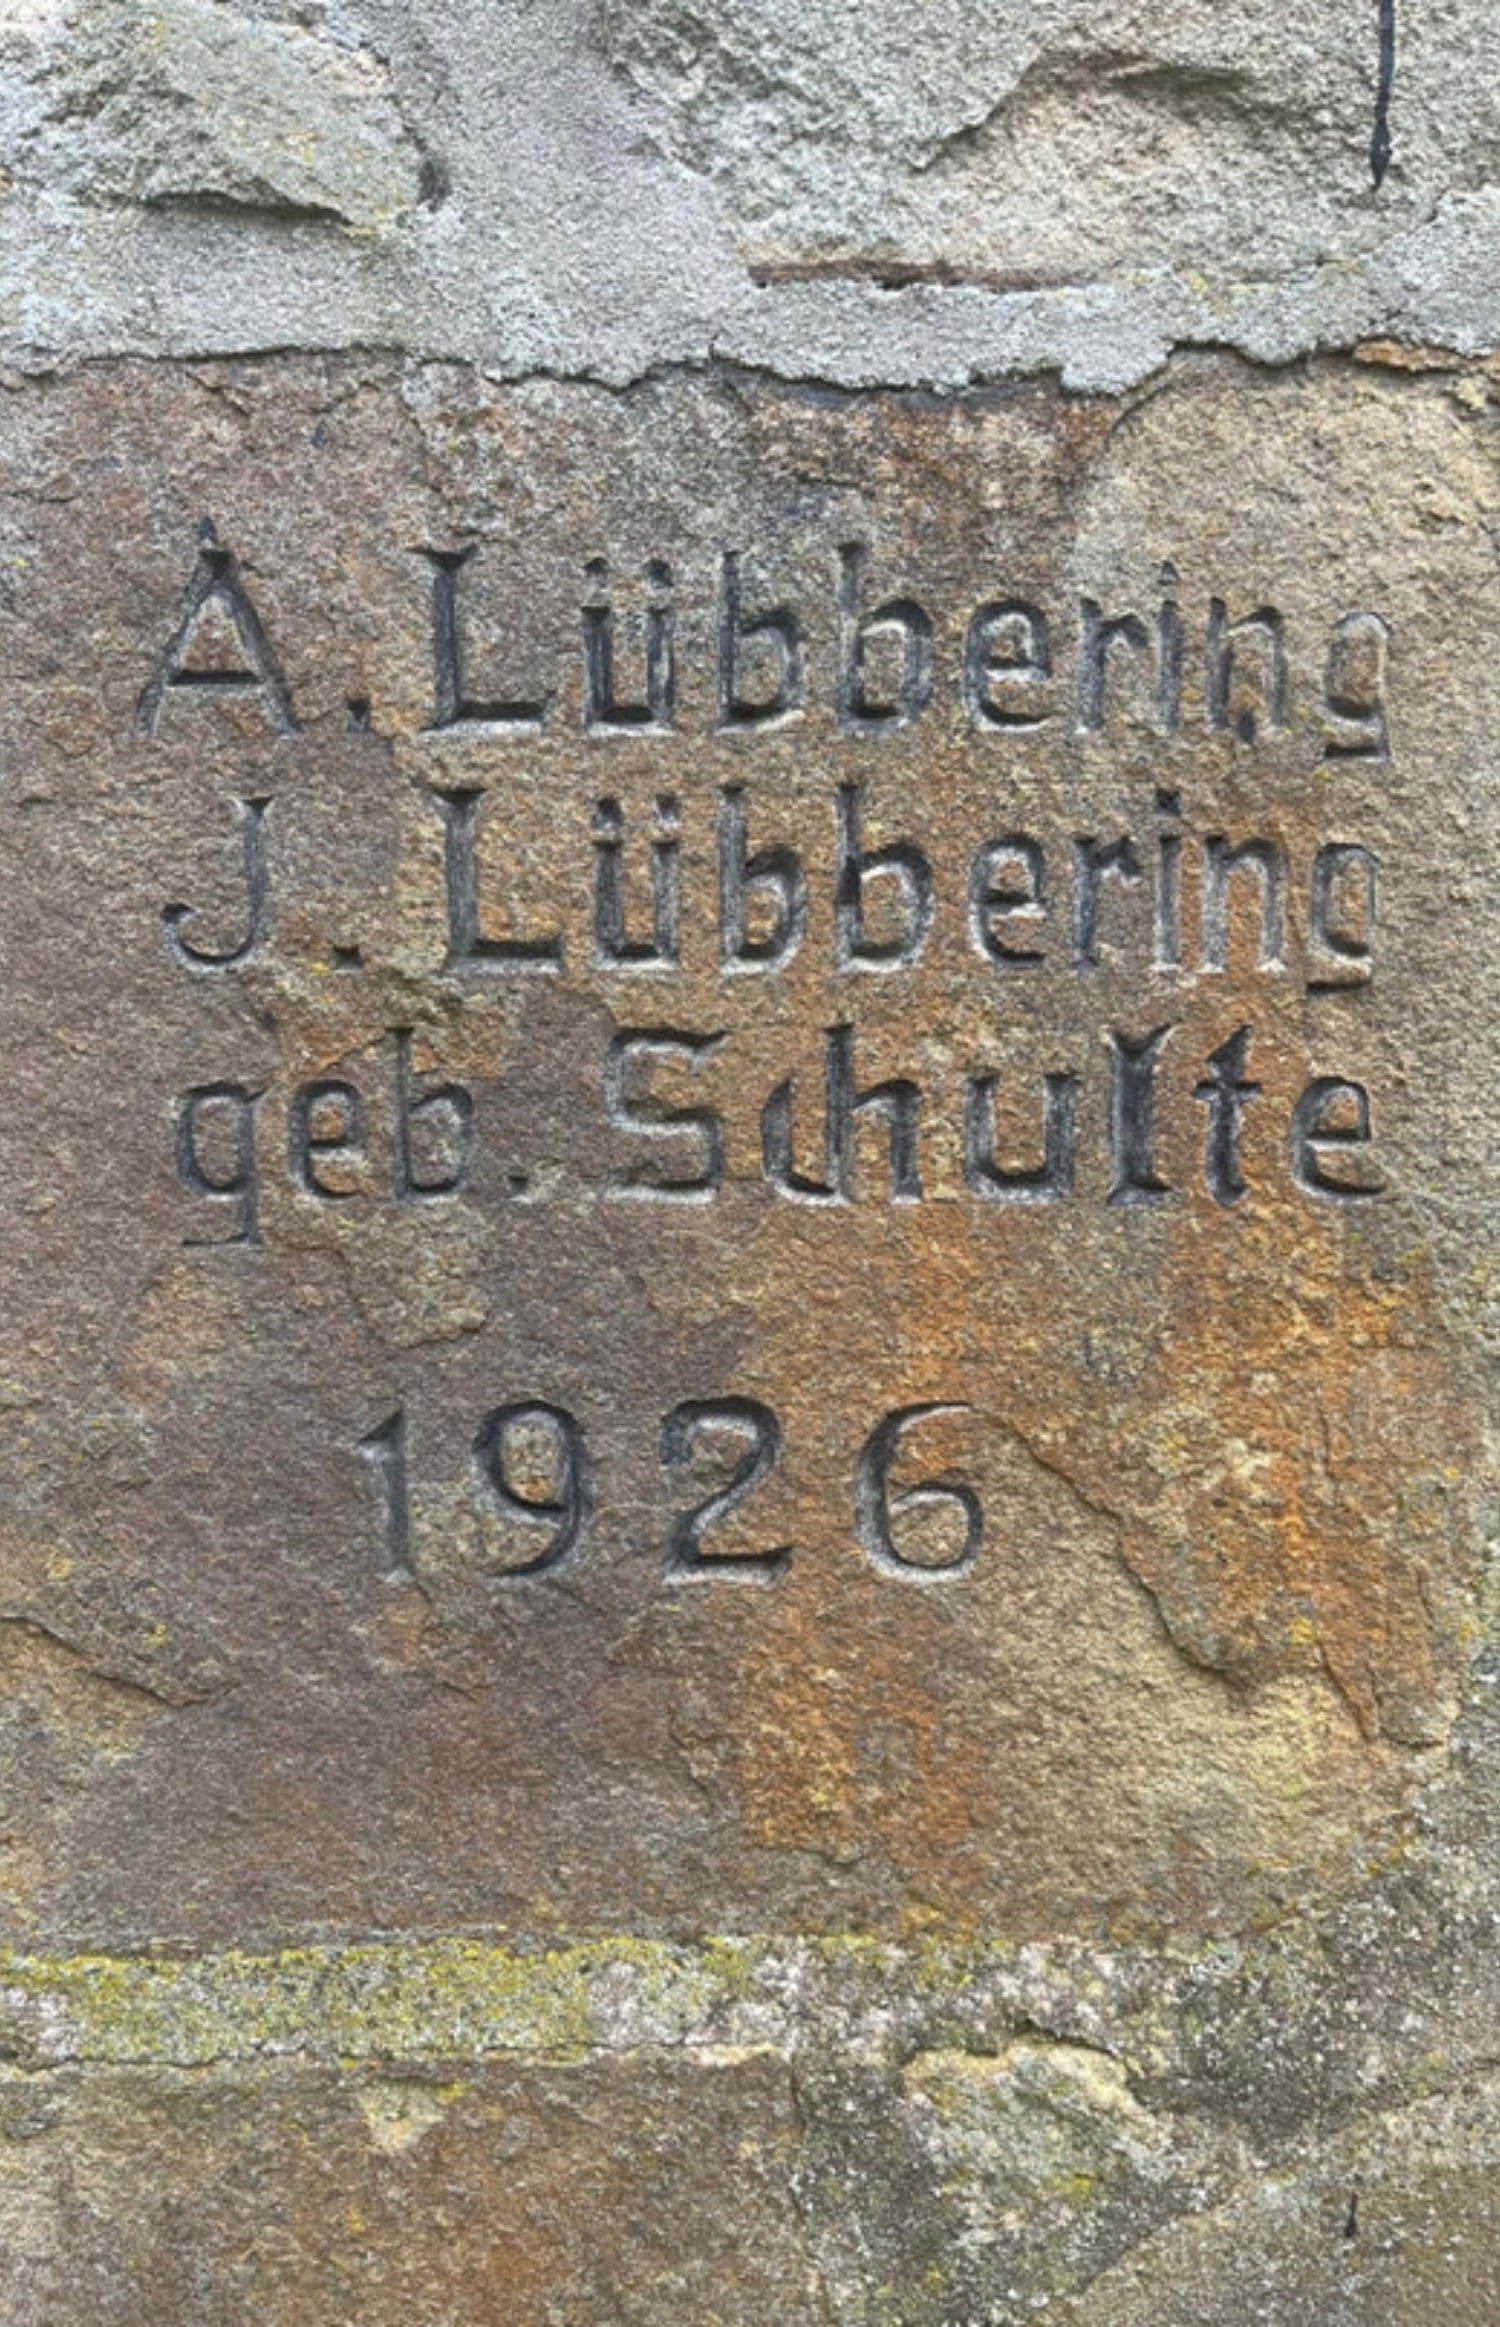 A. Lübbering
J. Lübbering
geb. Schulte
1926